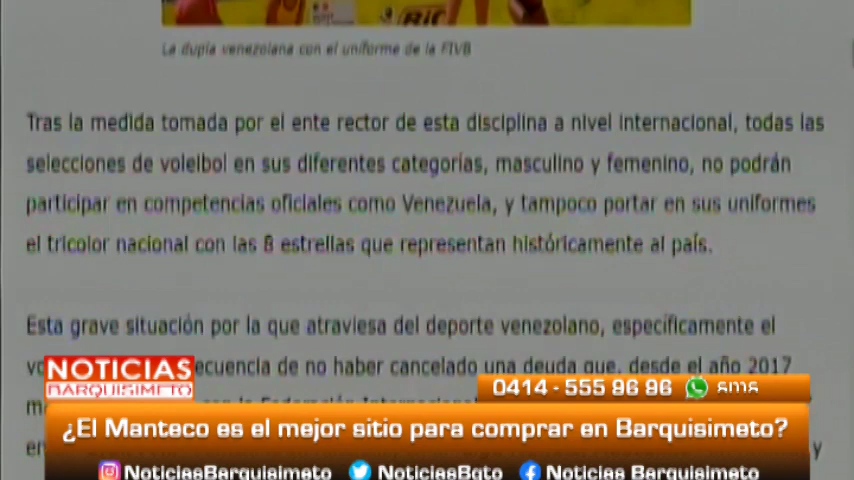 BIC
La dupla venezolana con el uniforme de la FIVB
Tras la medida tomada por el ente rector de esta disciplina a nivel internacional, todas las
selecciones de voleibol en sus diferentes categorías, masculino y femenino, no podrán
participar en competencias oficiales como Venezuela, y tampoco portar en sus uniformes
el tricolor nacional con las 8 estrellas que representan históricamente al país.
Esta grave situación por la que atraviesa del deporte venezolano, específicamente el
ecuencia de no haber cancelado una deuda que, desde el año 2017
NOTICIAS
BARQUISIMETO
0414 - 555 96 96 sms
¿El Manteco es el mejor sitio para comprar en Barquisimeto?
NoticiasBarquisimeto NoticiasBqto Noticias Barquisimeto